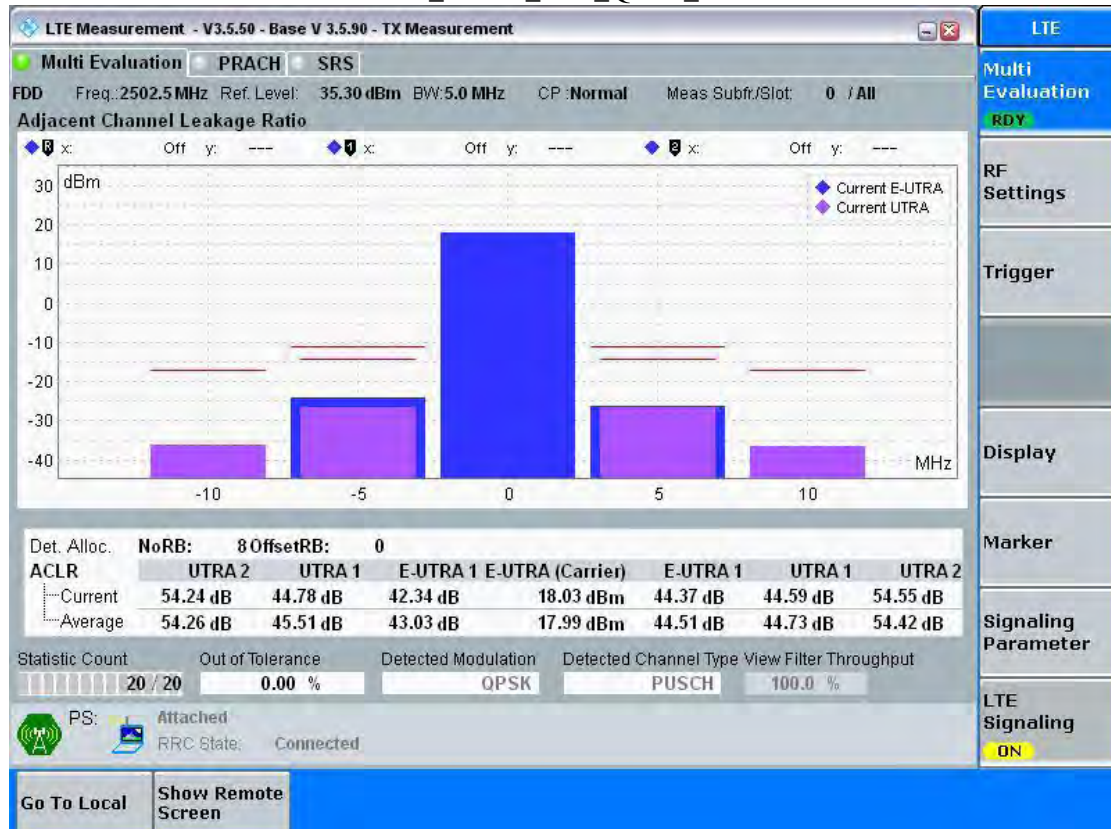 LTE Measurement - V3.5.50 - Base V 3.5.90 - TX Measurement
LTE
Multi Evaluation PRACH SRS
FDD Freq.:2502.5 MHz Ref. Level: 35.30 dBm BW:5.0 MHz CP :Normal Meas Subfr./Slot: 0 / All
Adjacent Channel Leakage Ratio
R x: Off y: --- 1 x: Off y: --- 2 x: Off y: ---
dBm
Current E-UTRA
Current UTRA
30
20
10
0
-10
-20
-30
-40
MHz
-10 -5 0 5 10
Det. Alloc. NoRB: 8 OffsetRB: 0
ACLR UTRA 2 UTRA 1 E-UTRA 1 E-UTRA (Carrier) E-UTRA 1 UTRA 1 UTRA 2
Current 54.24 dB 44.78 dB 42.34 dB 18.03 dBm 44.37 dB 44.59 dB 54.55 dB
Average 54.26 dB 45.51 dB 43.03 dB 17.99 dBm 44.51 dB 44.73 dB 54.42 dB
Statistic Count Out of Tolerance Detected Modulation Detected Channel Type View Filter Throughput
20 / 20 0.00 % QPSK PUSCH 100.0 %
PS: Attached
RRC State: Connected
Go To Local
Show Remote
Screen
Multi
Evaluation
RDY
RF
Settings
Trigger
Display
Marker
Signaling
Parameter
LTE
Signaling
ON